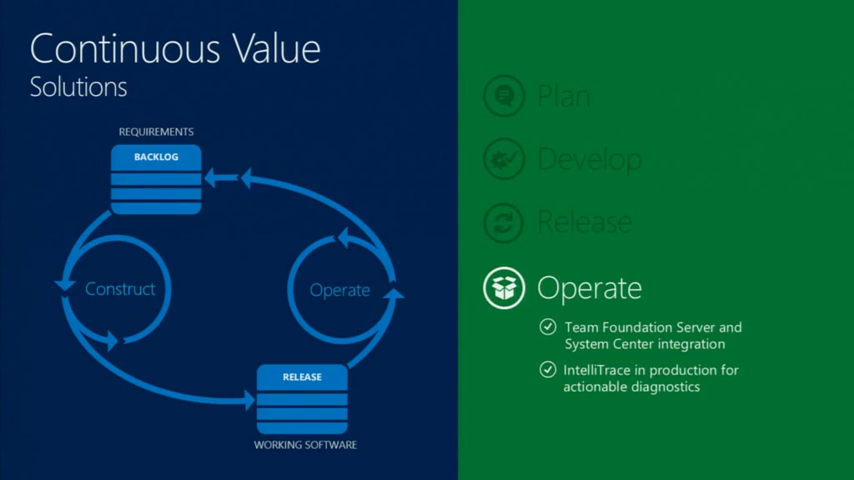 Continuous Value
Solutions
REQUIREMENTS
BACKLOG
Construct
Operate
RELEASE
WORKING SOFTWARE
Plan
Develop
Release
Operate
Team Foundation Server and
System Center integration
IntelliTrace in production for
actionable diagnostics